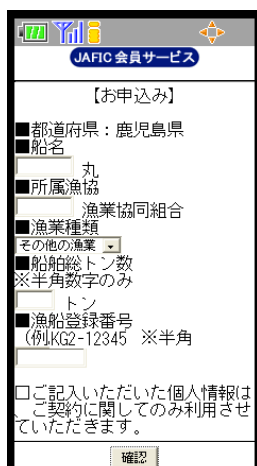 JAFIC 会員サービス
【お申込み】
■都道府県：鹿児島県
■船名
丸
■所属漁協
漁業協同組合
■漁業種類
その他の漁業
■船舶総トン数
※半角数字のみ
トン
■漁船登録番号
(例KG2-12345 ※半角
□ご記入いただいた個人情報は
、ご契約に関してのみ利用させ
ていただきます。
確認